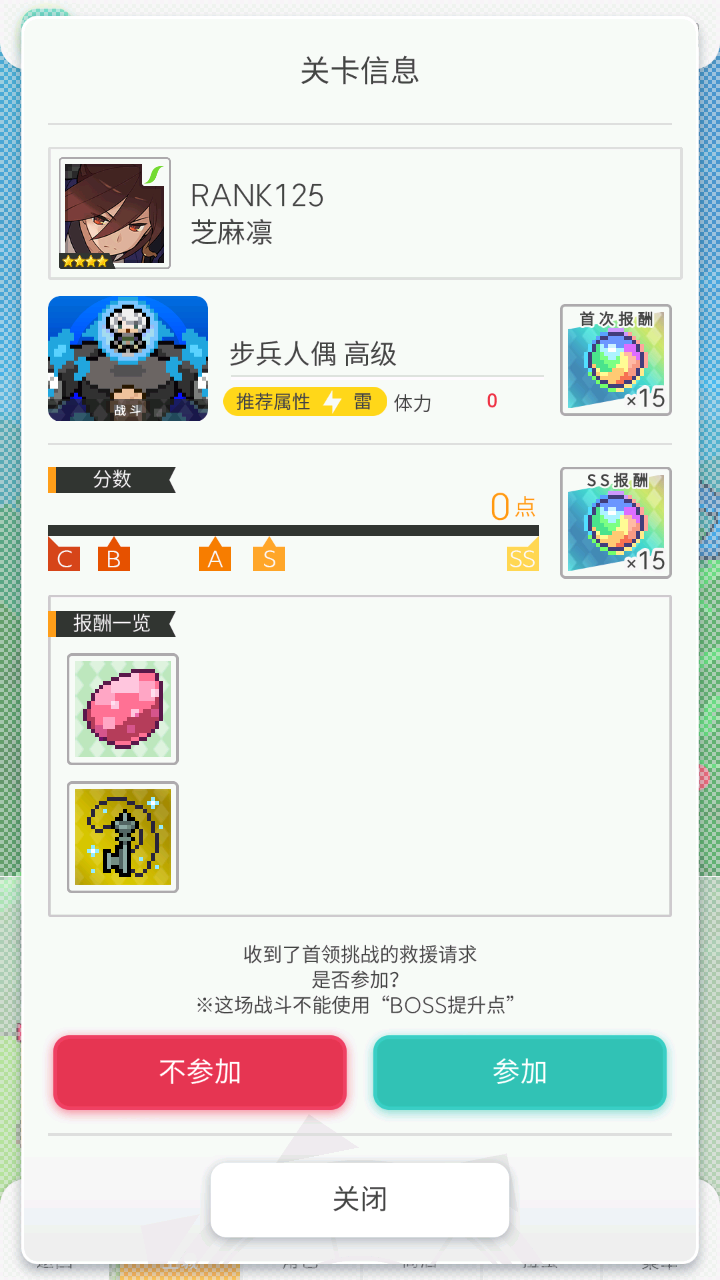 关卡信息
RANK125
芝麻凛
步兵人偶 高级
战斗
推荐属性 雷 体力 0
首次报酬
×15
分数
0点
C B A S SS
SS报酬
×15
报酬一览
收到了首领挑战的救援请求
是否参加?
※这场战斗不能使用“BOSS提升点”
不参加
参加
关闭